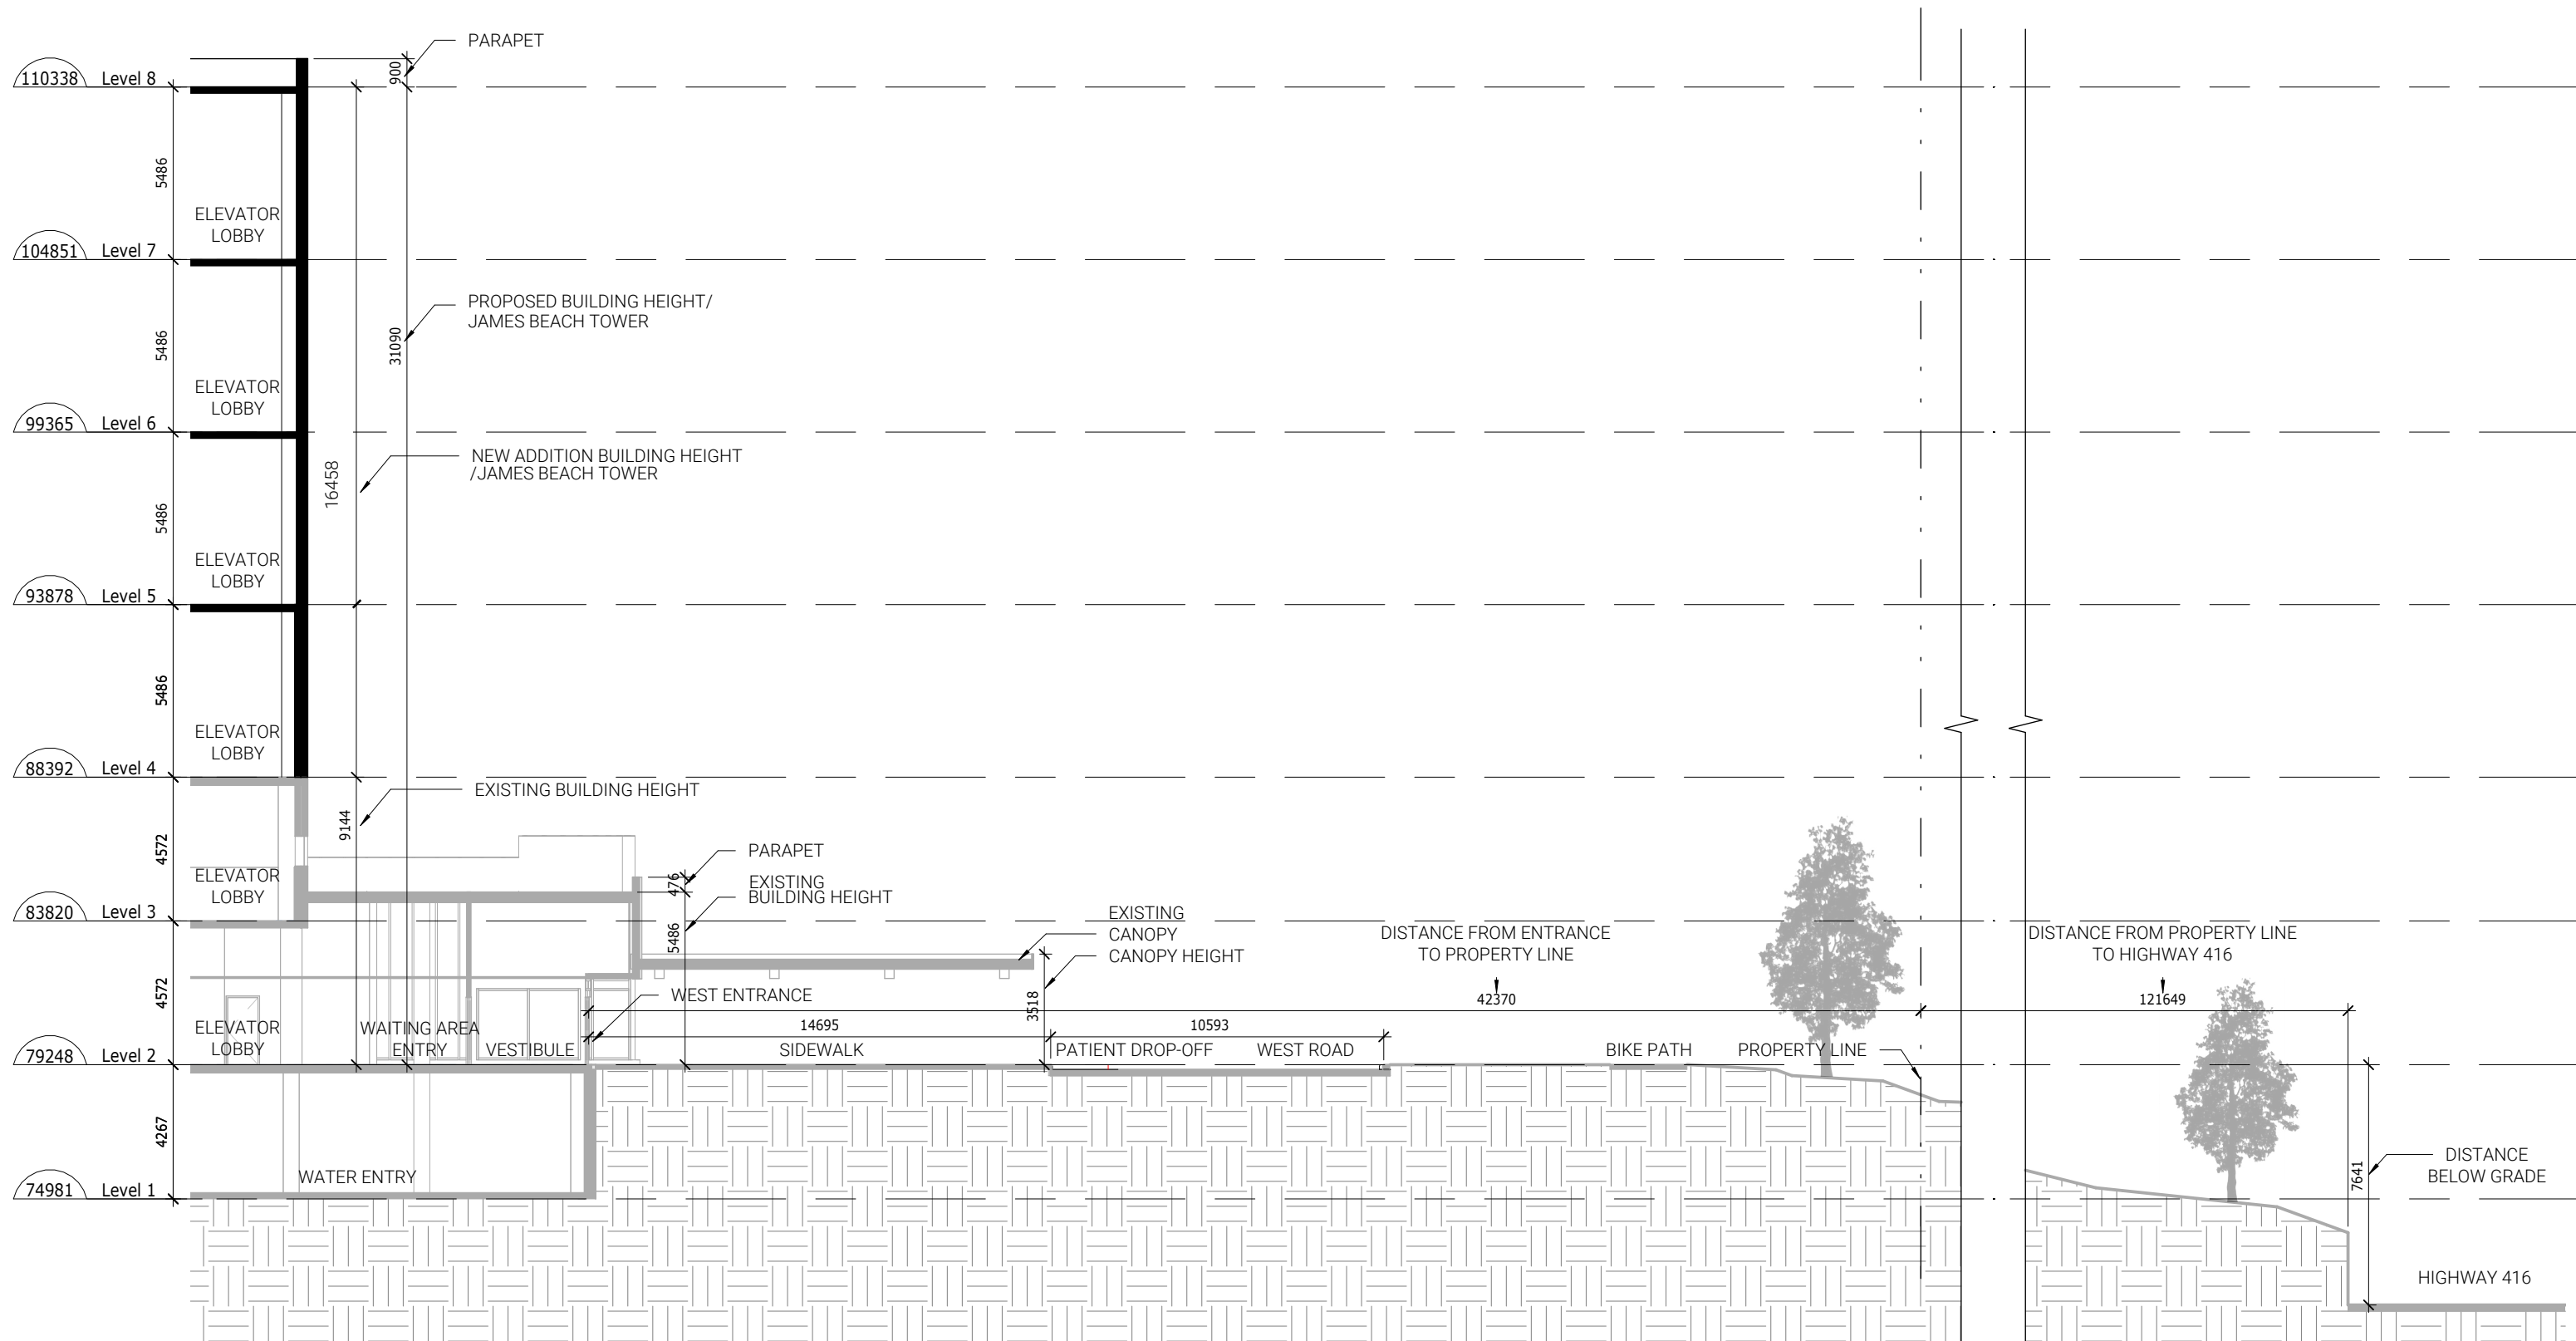 PARAPET
900
110338 Level 8
5486
ELEVATOR
LOBBY
104851 Level 7
PROPOSED BUILDING HEIGHT/
JAMES BEACH TOWER
31090
5486
ELEVATOR
LOBBY
99365 Level 6
NEW ADDITION BUILDING HEIGHT
/JAMES BEACH TOWER
16458
5486
ELEVATOR
LOBBY
93878 Level 5
5486
ELEVATOR
LOBBY
88392 Level 4
EXISTING BUILDING HEIGHT
9144
4572
ELEVATOR
LOBBY
PARAPET
476
EXISTING
BUILDING HEIGHT
5486
83820 Level 3
EXISTING
CANOPY
CANOPY HEIGHT
3518
DISTANCE FROM ENTRANCE
TO PROPERTY LINE
42370
DISTANCE FROM PROPERTY LINE
TO HIGHWAY 416
121649
4572
WEST ENTRANCE
14695
10593
ELEVATOR
LOBBY
WAITING AREA
ENTRY
VESTIBULE
SIDEWALK
PATIENT DROP-OFF
WEST ROAD
BIKE PATH
PROPERTY LINE
79248 Level 2
4267
WATER ENTRY
74981 Level 1
7641
DISTANCE
BELOW GRADE
HIGHWAY 416